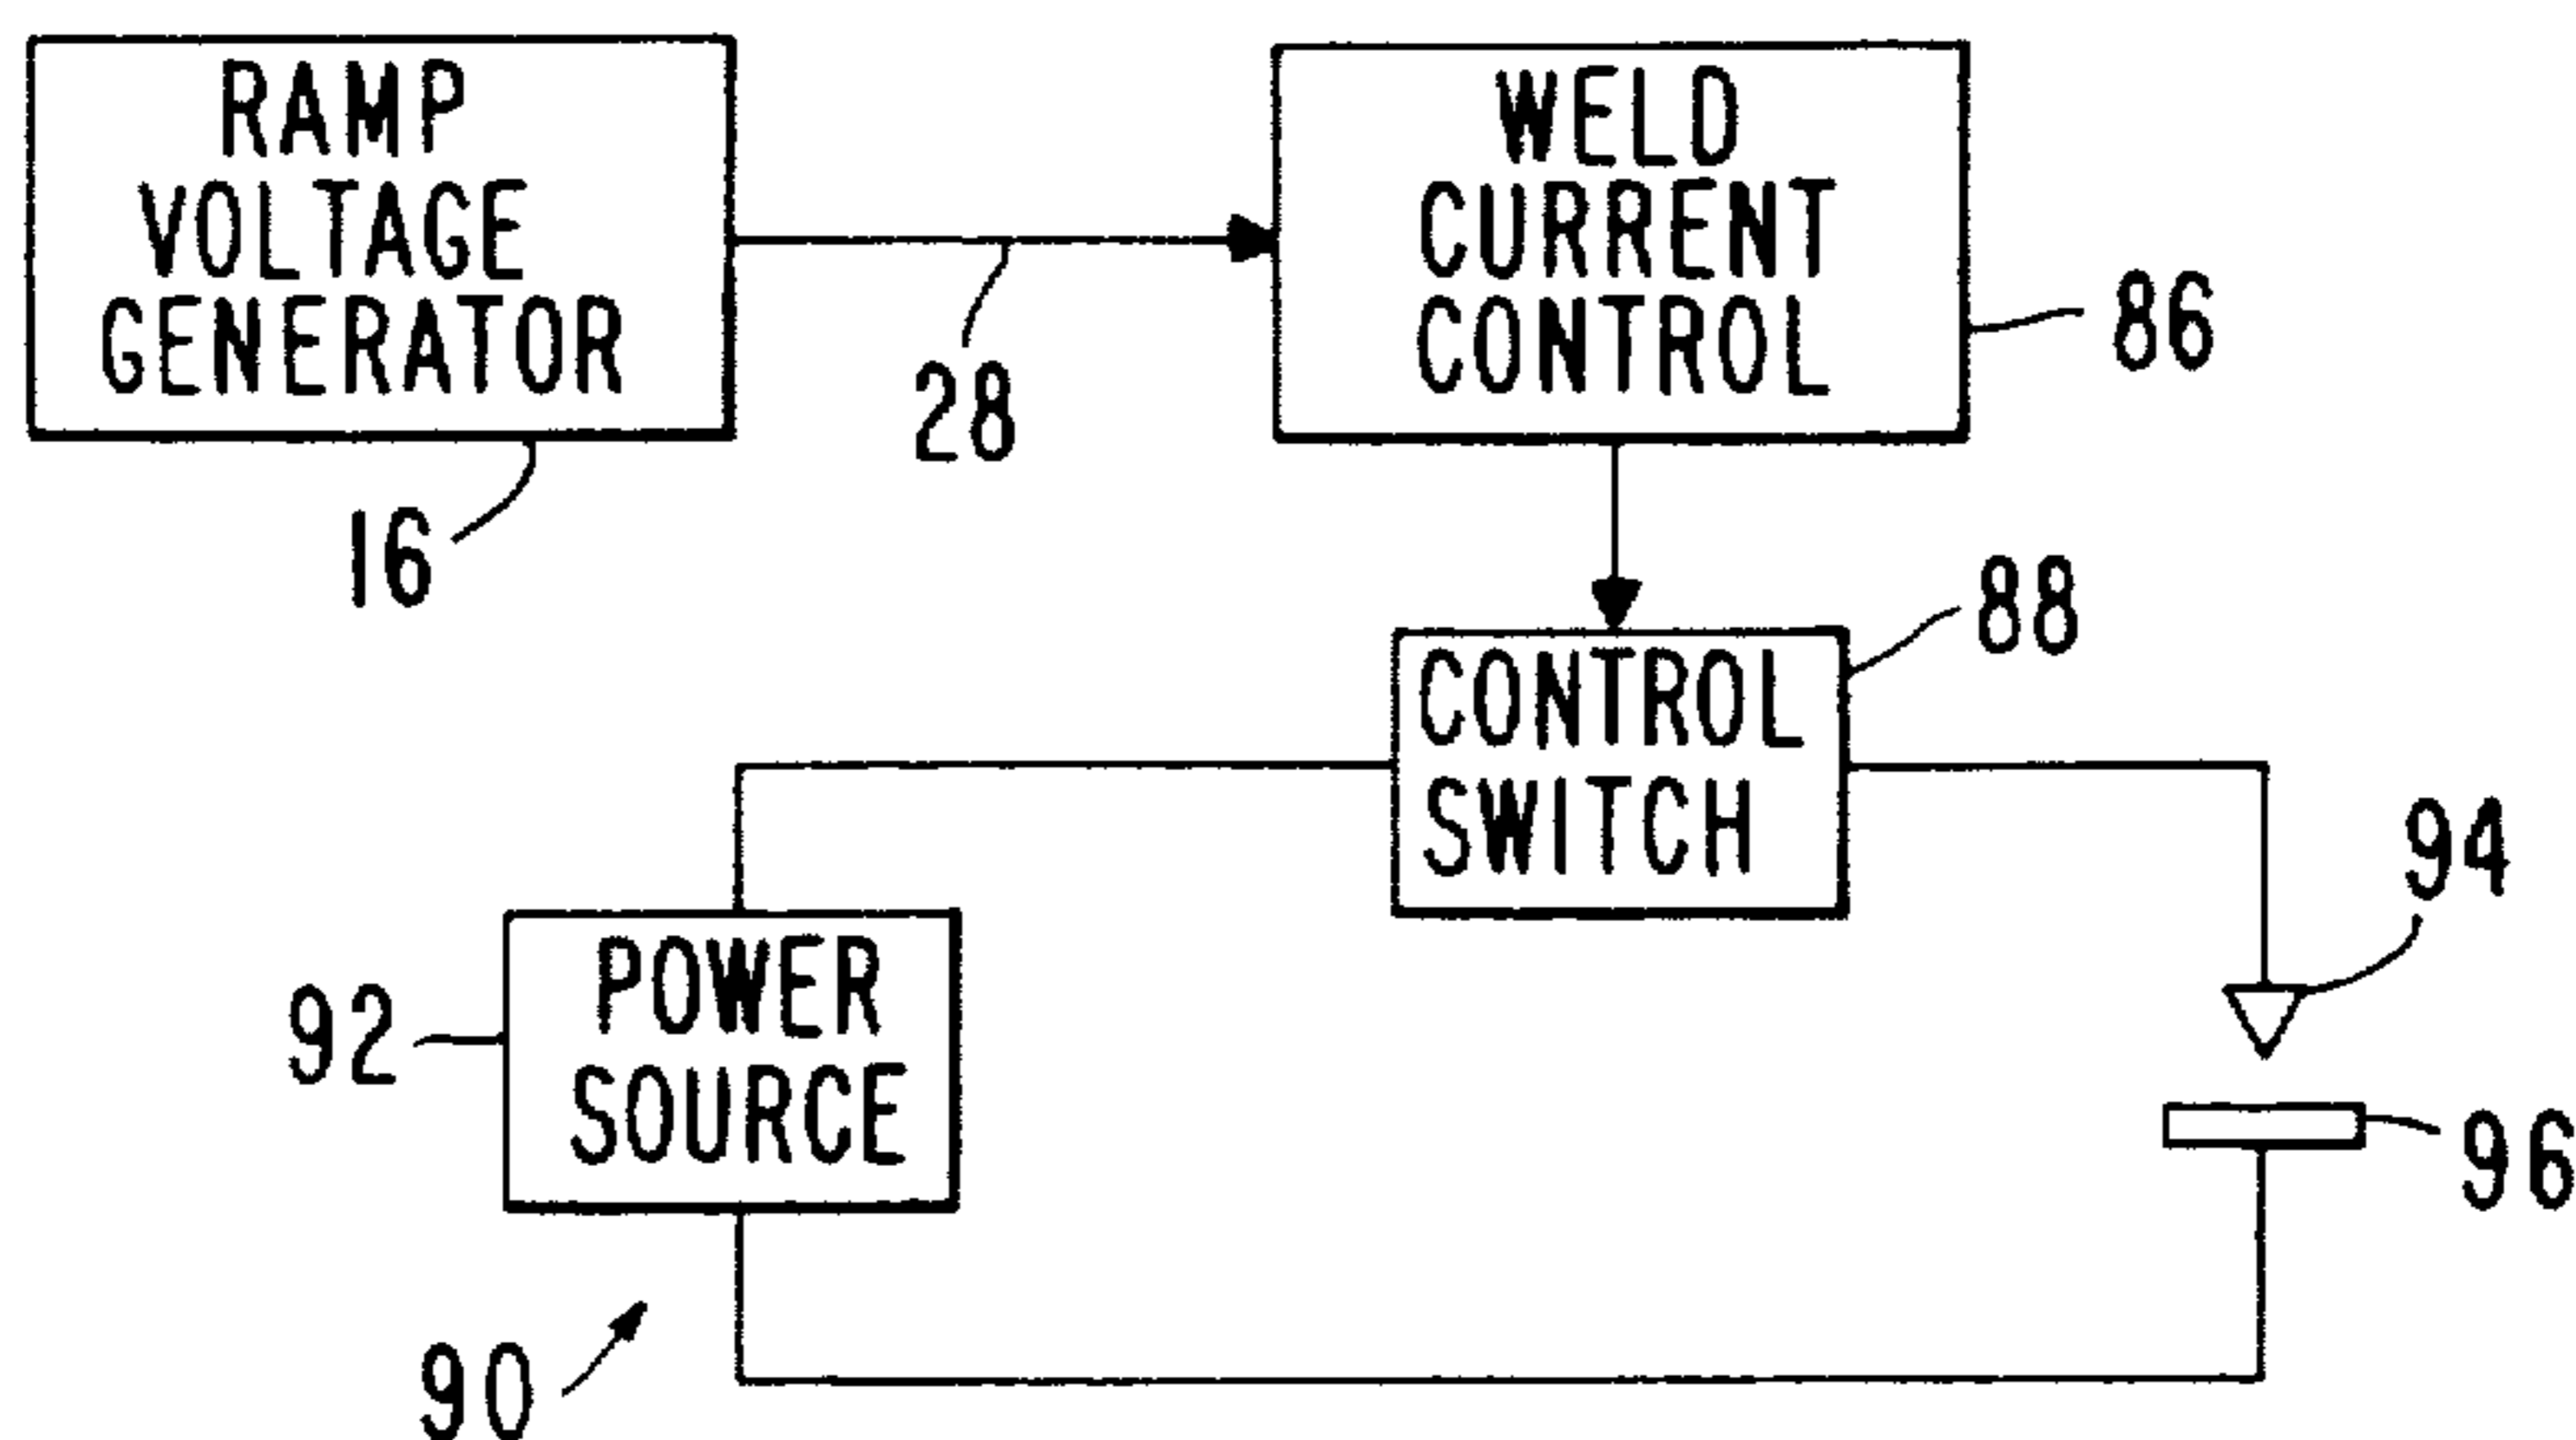 RAMP
VOLTAGE
GENERATOR
16
28
WELD
CURRENT
CONTROL
86
CONTROL
SWITCH
88
POWER
SOURCE
92
94
96
90